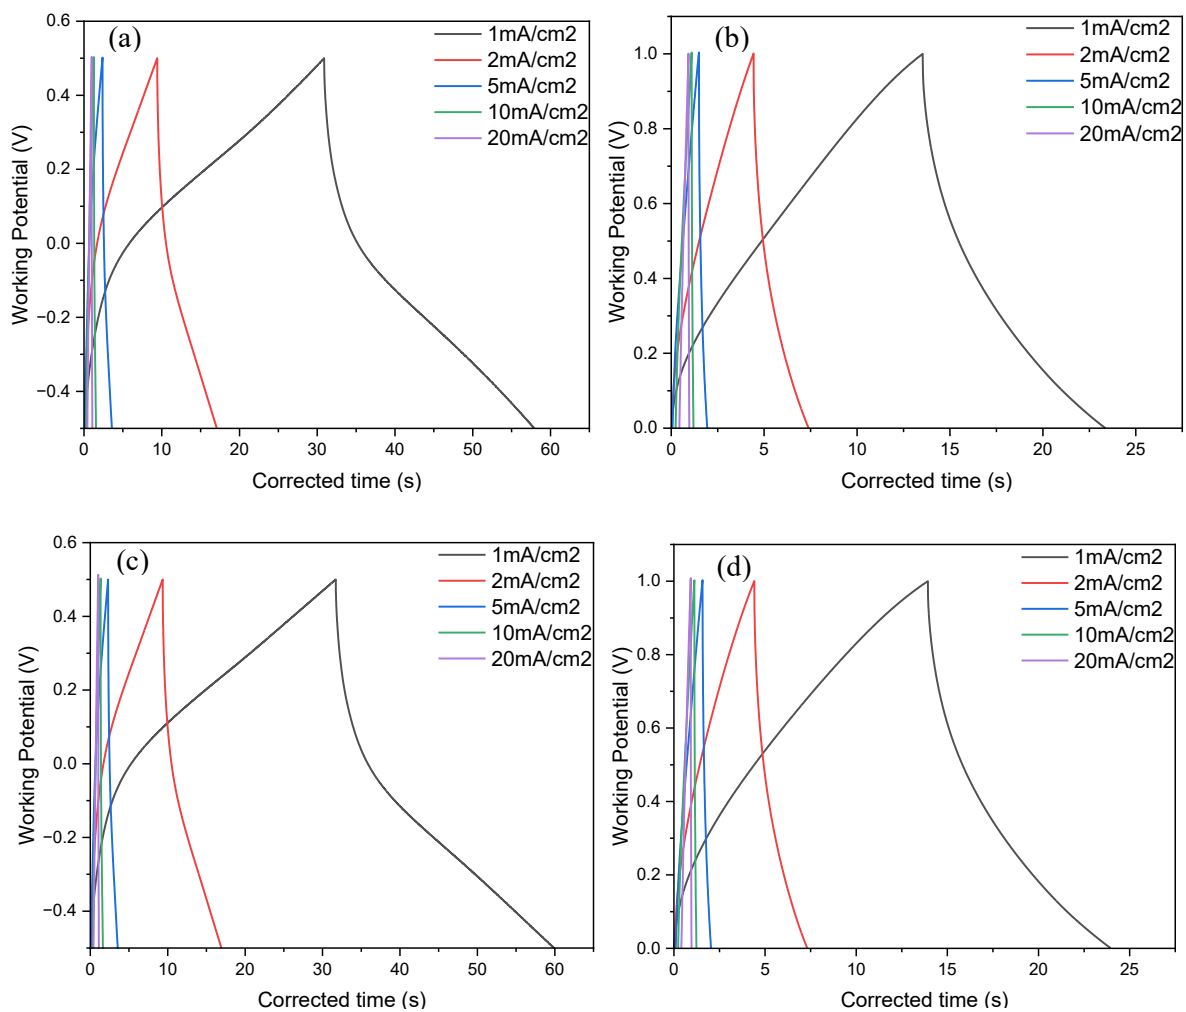 (a)
1mA/cm2
2mA/cm2
5mA/cm2
10mA/cm2
20mA/cm2
0.6
0.4
0.2
0.0
−0.2
−0.4
Working Potential (V)
0 10 20 30 40 50 60
Corrected time (s)
(b)
1mA/cm2
2mA/cm2
5mA/cm2
10mA/cm2
20mA/cm2
1.0
0.8
0.6
0.4
0.2
0.0
Working Potential (V)
0 5 10 15 20 25
Corrected time (s)
(c)
1mA/cm2
2mA/cm2
5mA/cm2
10mA/cm2
20mA/cm2
0.6
0.4
0.2
0.0
−0.2
−0.4
Working Potential (V)
0 10 20 30 40 50 60
Corrected time (s)
(d)
1mA/cm2
2mA/cm2
5mA/cm2
10mA/cm2
20mA/cm2
1.0
0.8
0.6
0.4
0.2
0.0
Working Potential (V)
0 5 10 15 20 25
Corrected time (s)